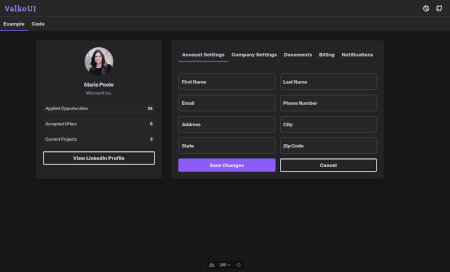 ValkoUI
Example Code
Marie Poole
Microsoft Inc.
Applied Opportunities 24
Accepted Offers 8
Current Projects 3
View LinkedIn Profile
Account Settings Company Settings Documents Billing Notifications
First Name Last Name
Email Phone Number
Address City
State Zip Code
Save Changes Cancel